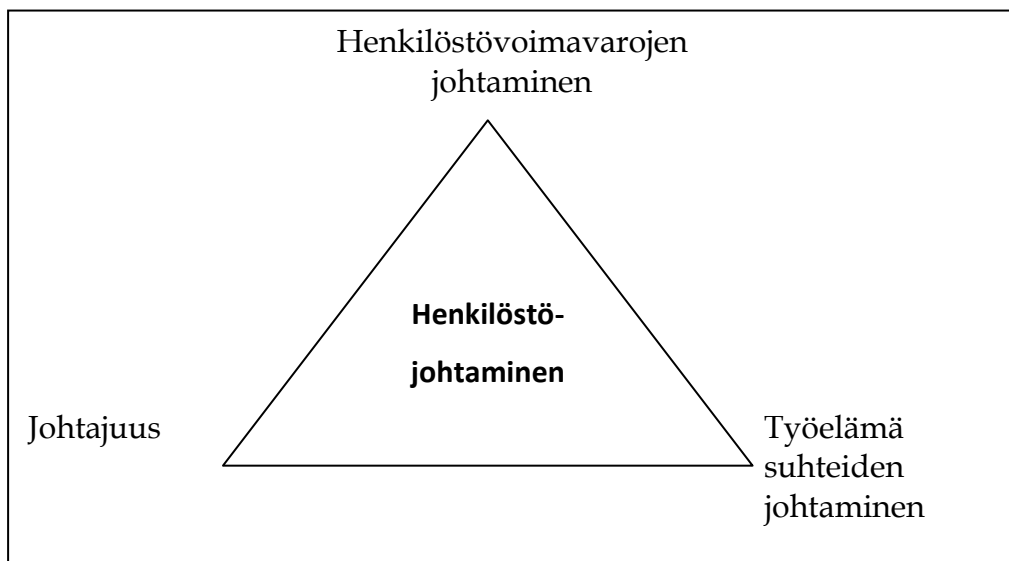 Henkilöstövoimavarojen
johtaminen
Henkilöstö-
johtaminen
Johtajuus
Työelämä
suhteiden
johtaminen